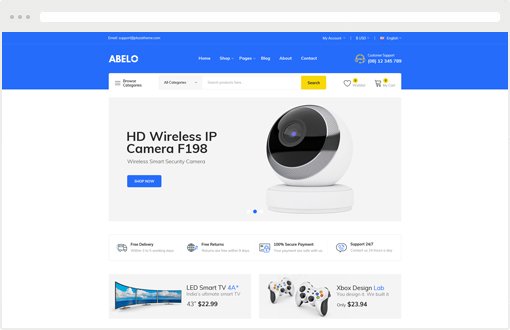 Email: support@plazathemes.com
My Account
$ USD
English
ABELO
Home Shop Pages Blog About Contact
Customer Support
(08) 12 345 789
Browse
Categories
All Categories
Search products here...
Search
0
Wishlist
0
My Cart
HD Wireless IP
Camera F198
Wireless Smart Security Camera
SHOP NOW
Free Delivery
Free Returns
100% Secure Payment
Support 24/7
LED Smart TV 4A*
India's ultimate smart TV
43" $22.99
Xbox Design Lab
You design it. We built it
Only $23.94